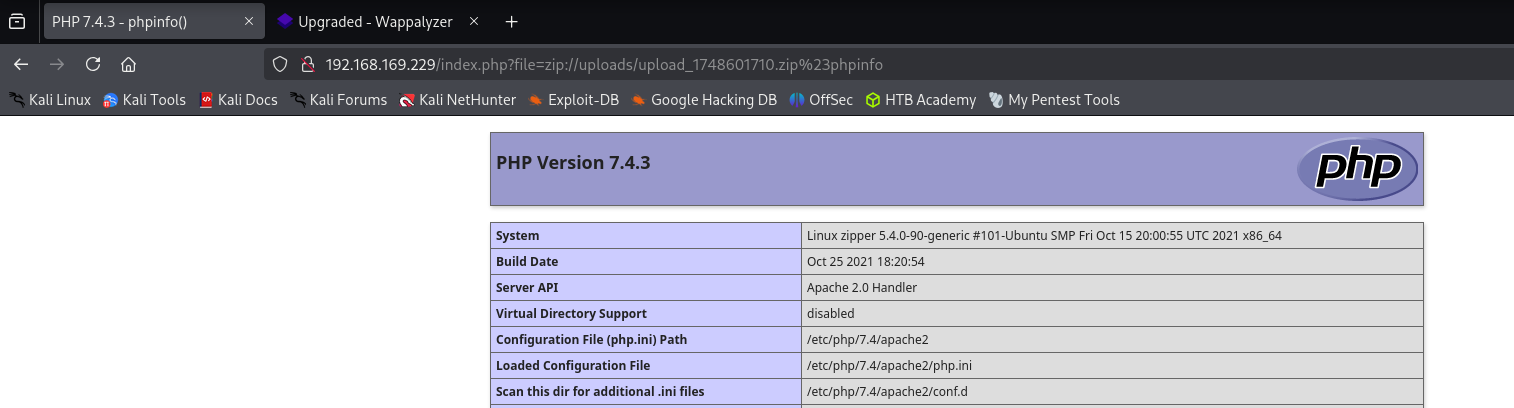 PHP 7.4.3 - phpinfo()
Upgraded - Wappalyzer
192.168.169.229/index.php?file=zip://uploads/upload_1748601710.zip%23phpinfo
Kali Linux Kali Tools Kali Docs Kali Forums Kali NetHunter Exploit-DB Google Hacking DB OffSec HTB Academy My Pentest Tools
PHP Version 7.4.3
php
System Linux zipper 5.4.0-90-generic #101-Ubuntu SMP Fri Oct 15 20:00:55 UTC 2021 x86_64
Build Date Oct 25 2021 18:20:54
Server API Apache 2.0 Handler
Virtual Directory Support disabled
Configuration File (php.ini) Path /etc/php/7.4/apache2
Loaded Configuration File /etc/php/7.4/apache2/php.ini
Scan this dir for additional .ini files /etc/php/7.4/apache2/conf.d